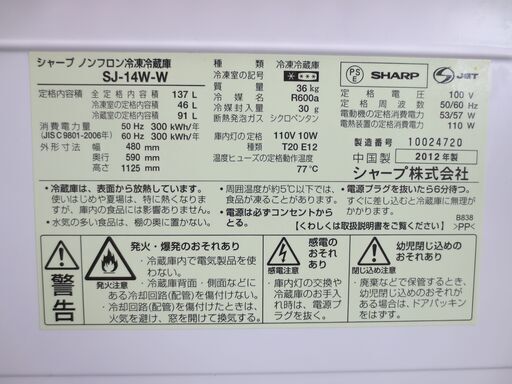 シャープ ノンフロン冷凍冷蔵庫
SJ-14W-W
定格内容積 全定格内容積 137 L
冷凍室の定格内容積 46 L
冷蔵室の定格内容積 91 L
消費電力量 50 Hz 300 kWh/年
(JIS C 9801-2006年) 60 Hz 300 kWh/年
外形寸法 幅 480 mm
奥行 590 mm
高さ 1125 mm
種類 冷凍冷蔵庫
冷凍室の記号
質量 36 kg
冷媒 R600a
冷媒封入量 30 g
断熱発泡ガス シクロペンタン
庫内灯の定格 110V 10W
形式 T20 E12
温度ヒューズの定格動作温度
77 ℃
PS
E
SHARP
JET
定格電圧 100 V
定格周波数 50/60 Hz
電動機の定格消費電力 53/57 W
電熱装置の定格消費電力 110 W
製造番号 10024720
中国製 2012年製
シャープ株式会社
• 冷蔵庫は、表面から放熱しています。
使いはじめや夏場は、特に熱くなり
ますが、庫内の食品には影響ありません。
• 水気の多い食品は、棚の奥に置かない。
• 周囲温度が約5℃以下になると、
食品が凍ることがあります。
• 電源は必ずコンセントから
とる。
• 電源プラグを抜いたら6分待つ。
すぐに差し込むと冷却に影響が
出ることがあります。
【くわしくは取扱説明書をご覧ください】
B838
>PP<
警告
発火注意
発火・爆発のおそれあり
• 冷蔵庫内で電気製品を使
わない。
• 冷蔵庫背面・側面などに
ある冷却回路(配管)を傷付けない。
• 冷却回路(配管)を傷付けたときは、
火気を避け、窓を開けて換気する。
感電注意
感電の
おそれあり
• 庫内灯の交換や
冷蔵庫のお手入
れ時は、電源プ
ラグを抜く。
閉じ込め注意
幼児閉じ込めの
おそれあり
• 廃棄などで保管するとき、
幼児閉じ込めのおそれが
ある場合は、ドアパッキン
をはずす。